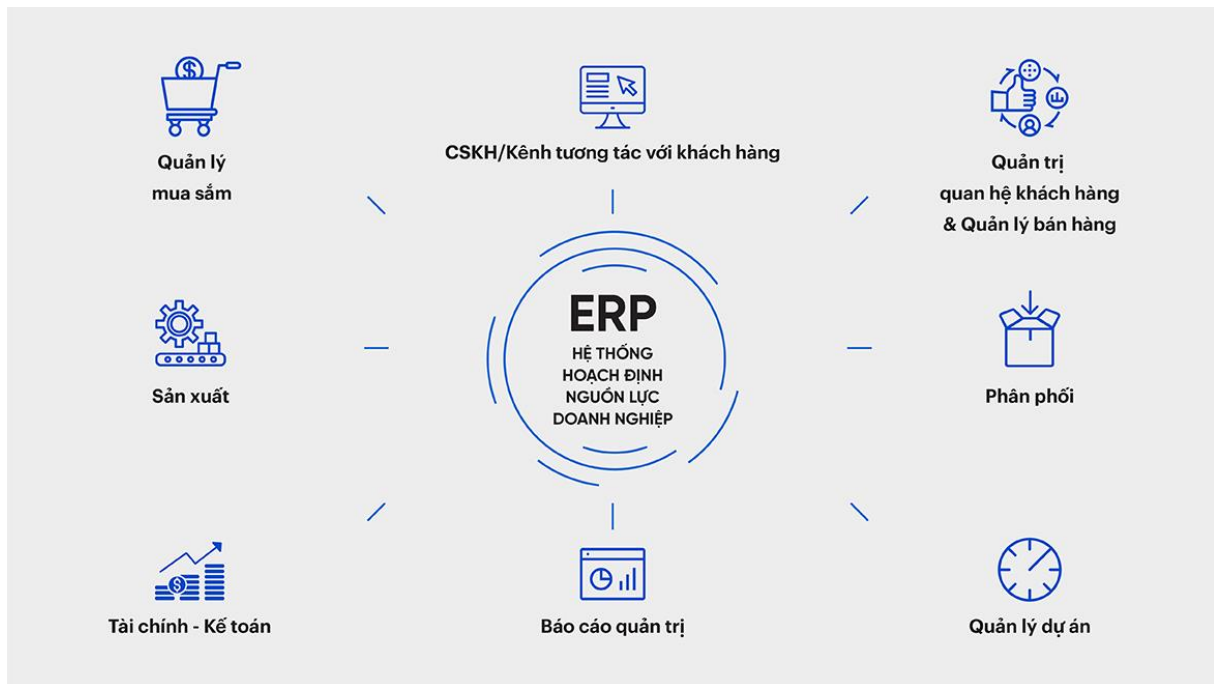 Quản lý
mua sắm
CSKH/Kênh tương tác với khách hàng
Quản trị
quan hệ khách hàng
& Quản lý bán hàng
ERP
HỆ THỐNG
HOẠCH ĐỊNH
NGUỒN LỰC
DOANH NGHIỆP
Sản xuất
Phân phối
Tài chính - Kế toán
Báo cáo quản trị
Quản lý dự án